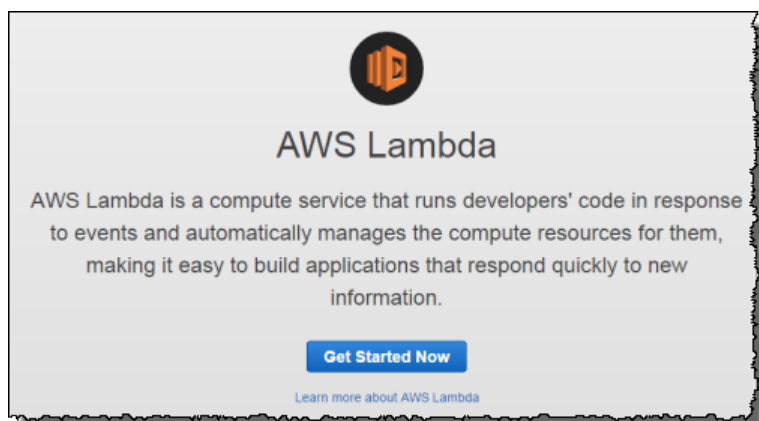 AWS Lambda
AWS Lambda is a compute service that runs developers' code in response
to events and automatically manages the compute resources for them,
making it easy to build applications that respond quickly to new
information.
Get Started Now
Learn more about AWS Lambda